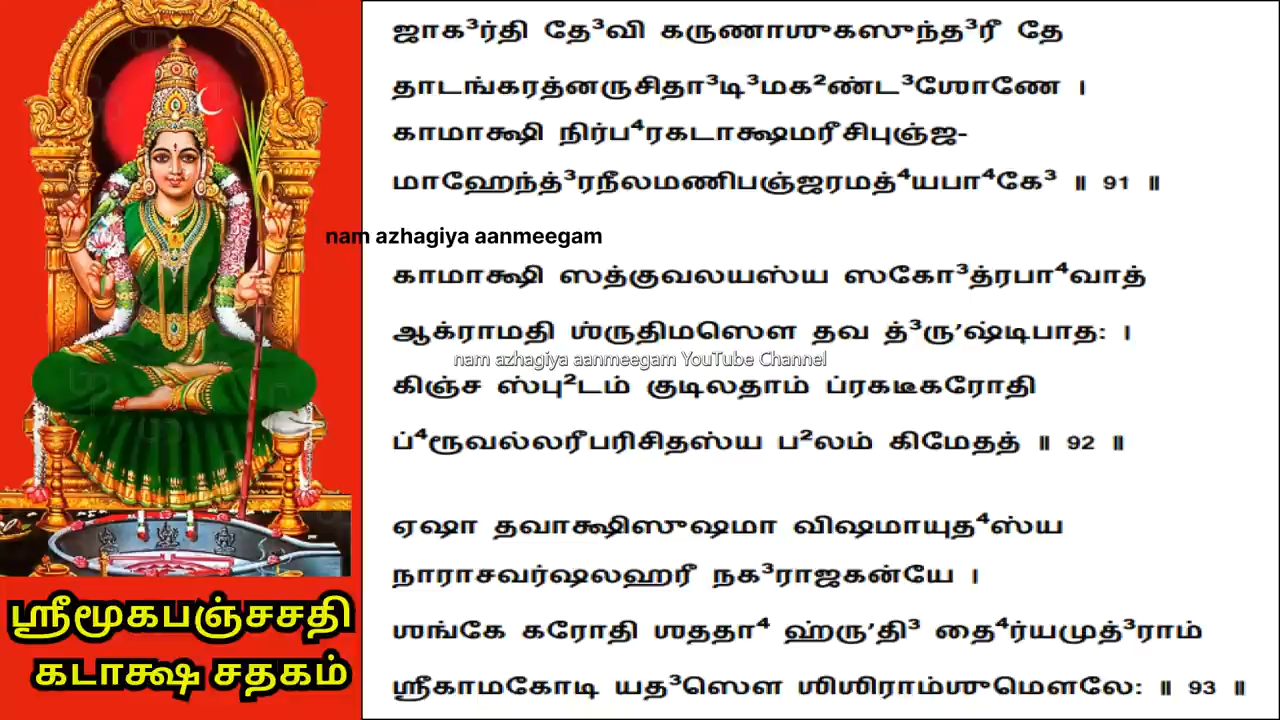 ஜாக³ர்தி தே³வி கருணாஶுகஸுந்த³ரீ தே
தாடங்கரத்னருசிதா³டி³மக²ண்ட³ஶோணே ।
காமாக்ஷி நிர்ப⁴ரகடாக்ஷமரீசிபுஞ்ஜ-
மாஹேந்த்³ரநீலமணிபஞ்ஜரமத்⁴யபா⁴கே³ ॥ 91 ॥
nam azhagiya aanmeegam
காமாக்ஷி ஸத்குவலயஸ்ய ஸகோ³த்ரபா⁴வாத்
ஆக்ராமதி ஶ்ருதிமஸௌ தவ த்³ரு’ஷ்டிபாத: ।
nam azhagiya aanmeegam YouTube Channel
கிஞ்ச ஸ்பு²டம் குடிலதாம் ப்ரகடீகரோதி
ப்⁴ரூவல்லரீபரிசிதஸ்ய ப²லம் கிமேதத் ॥ 92 ॥
ஏஷா தவாக்ஷிஸுஷமா விஷமாயுத⁴ஸ்ய
நாராசவர்ஷலஹரீ நக³ராஜகன்யே ।
ஶங்கே கரோதி ஶததா⁴ ஹ்ரு’தி³ தை⁴ர்யமுத்³ராம்
ஶ்ரீகாமகோடி யத³ஸௌ ஶிஶிராம்ஶுமௌலே: ॥ 93 ॥
ஸ்ரீமூகபஞ்சசதி
கடாக்ஷ சதகம்